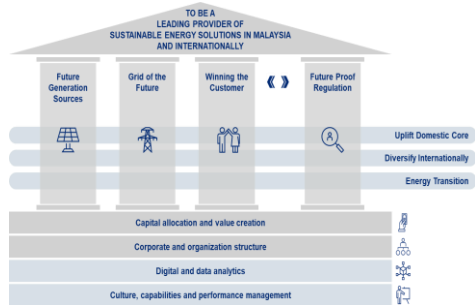 TO BE A
LEADING PROVIDER OF
SUSTAINABLE ENERGY SOLUTIONS IN MALAYSIA
AND INTERNATIONALLY
Future
Generation
Sources
Grid of the
Future
Winning the
Customer
Future Proof
Regulation
Uplift Domestic Core
Diversify Internationally
Energy Transition
Capital allocation and value creation
Corporate and organization structure
Digital and data analytics
Culture, capabilities and performance management